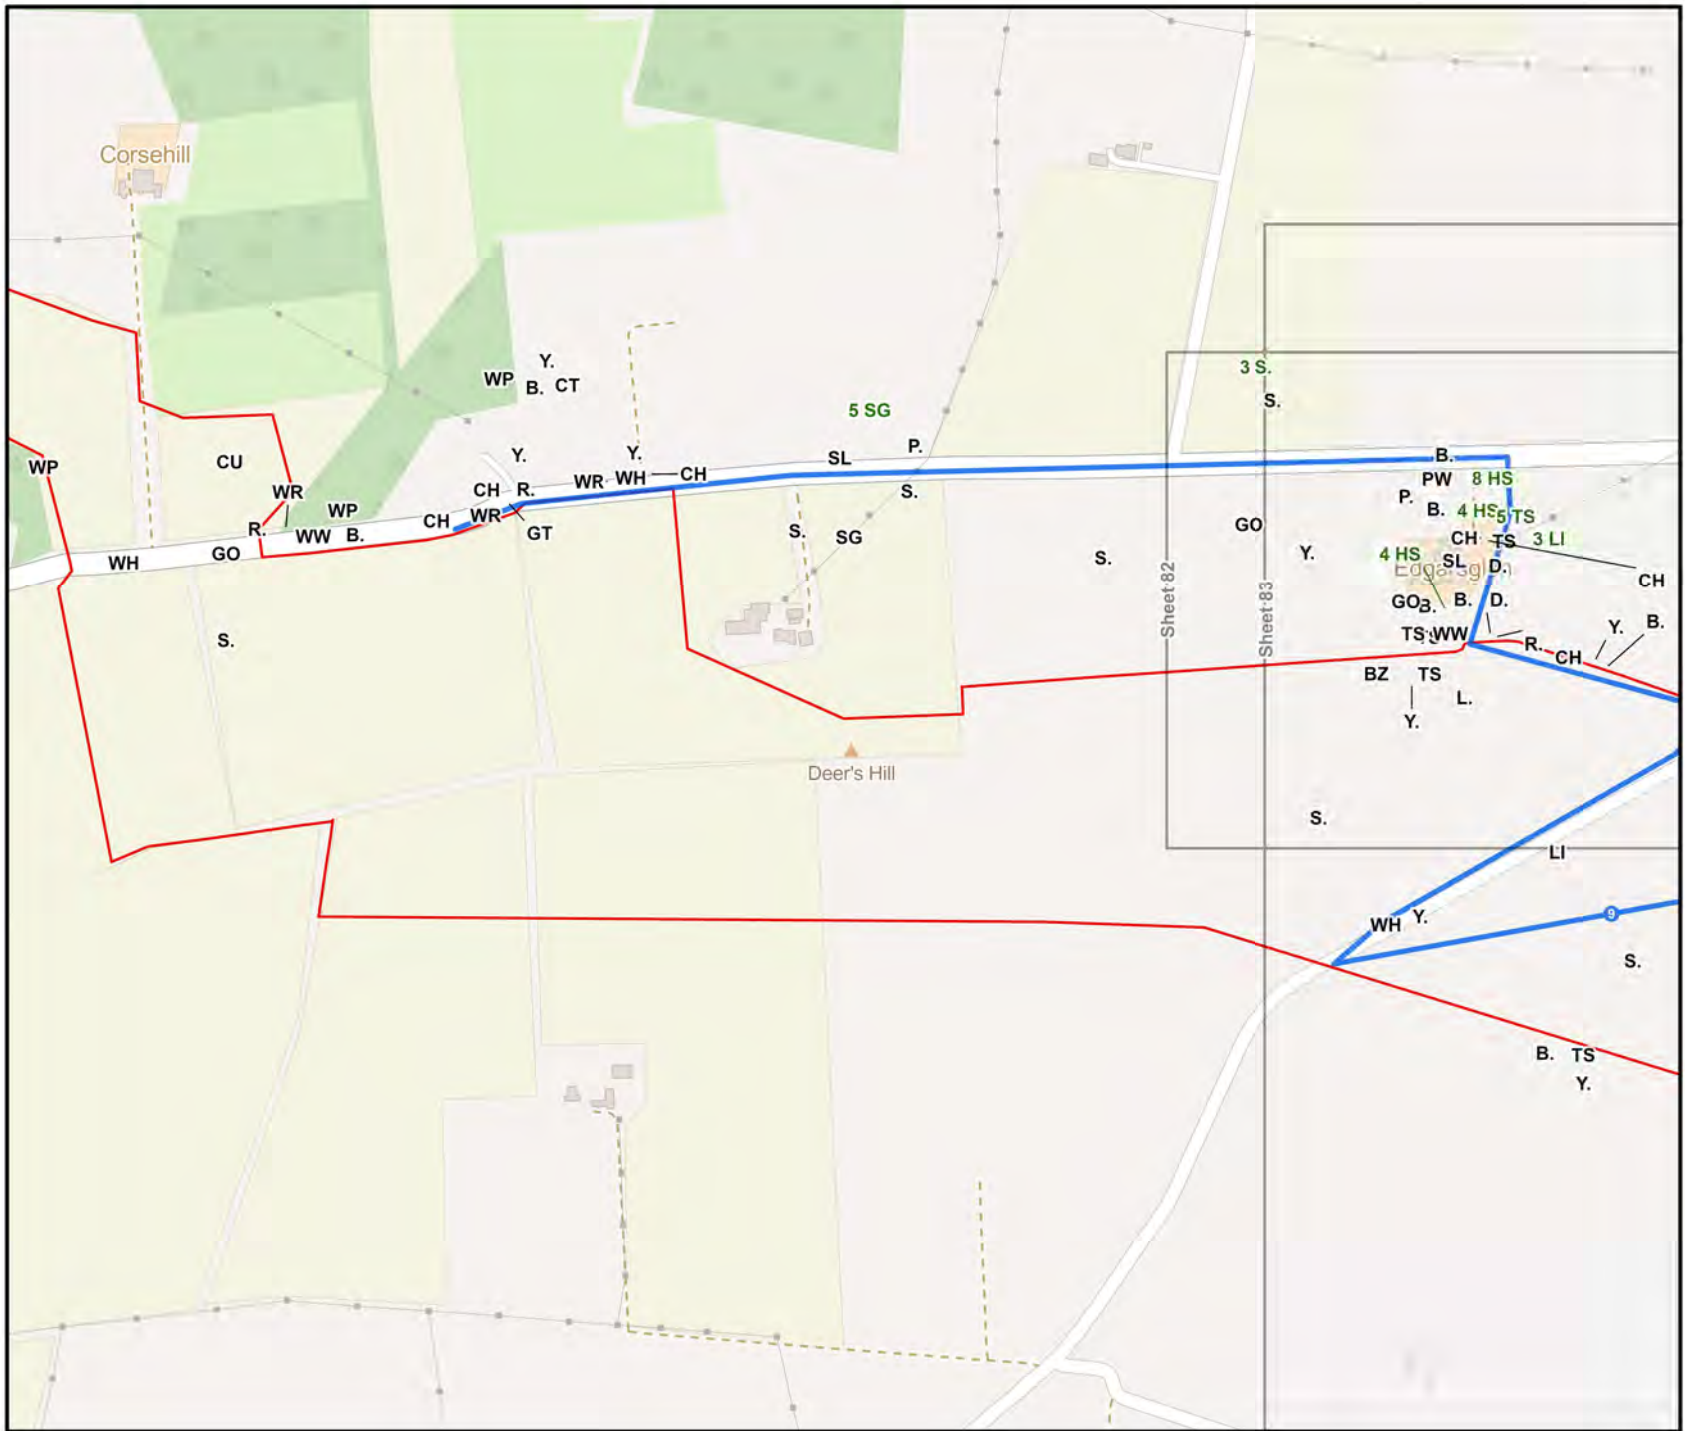 Corsehill
3 S.
S.
Y.
WP
B. CT
5 SG
Y.
Y.
SL
P.
B.
WP
CU
WR
CH
R.
WR
WH
CH
S.
PW
8 HS
P.
WP
CH
WR
B.
4 HS
5 TS
R.
WW
B.
GT
S.
SG
GO
CH
TS
3 LI
WH
GO
S.
Y.
4 HS
SL
D.
CH
Sheet 82
Sheet 83
GO
B.
B.
D.
S.
TS
WW
R.
Y.
B.
CH
BZ
TS
L.
Y.
Deer's Hill
S.
LI
WH
Y.
9
S.
B.
TS
Y.